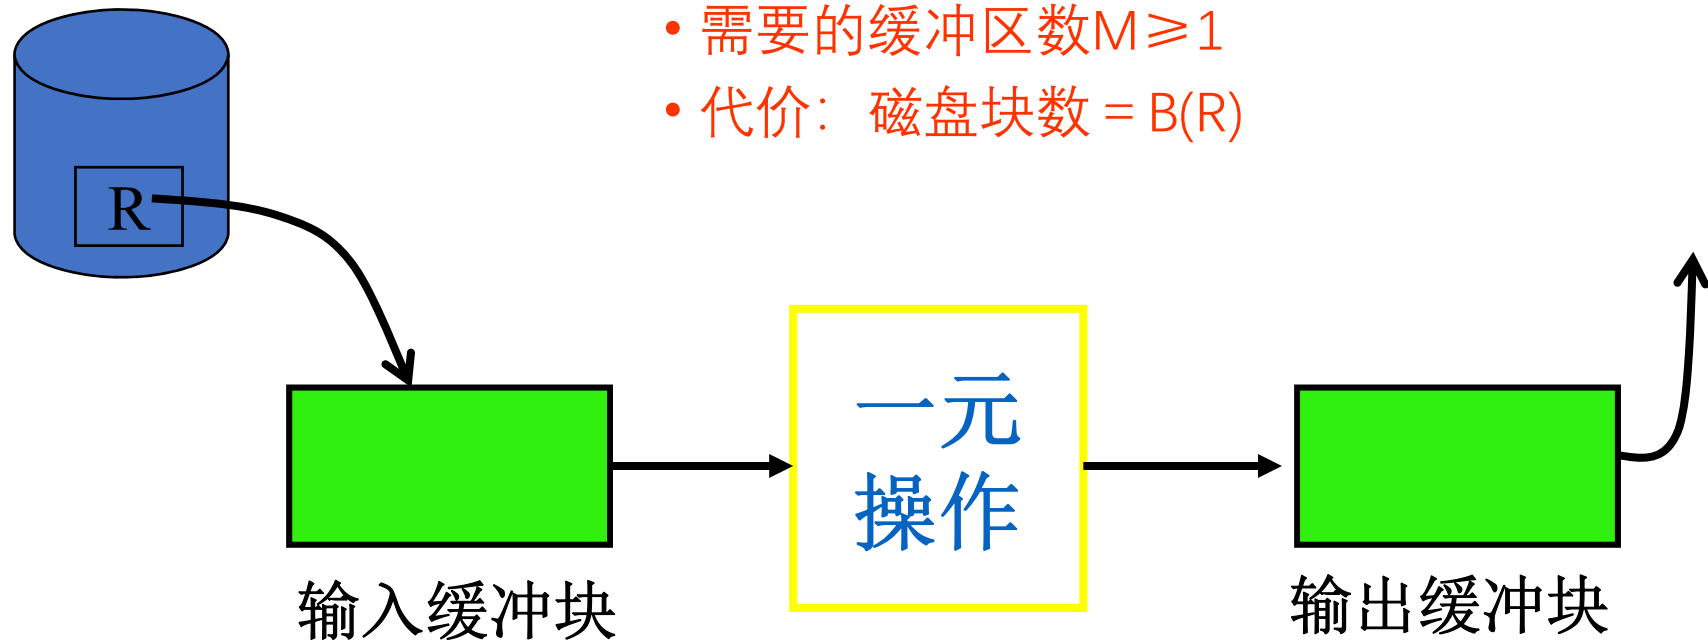 • 需要的缓冲区数M≥1
• 代价： 磁盘块数 = B(R)
R
一元
操作
输入缓冲块
输出缓冲块